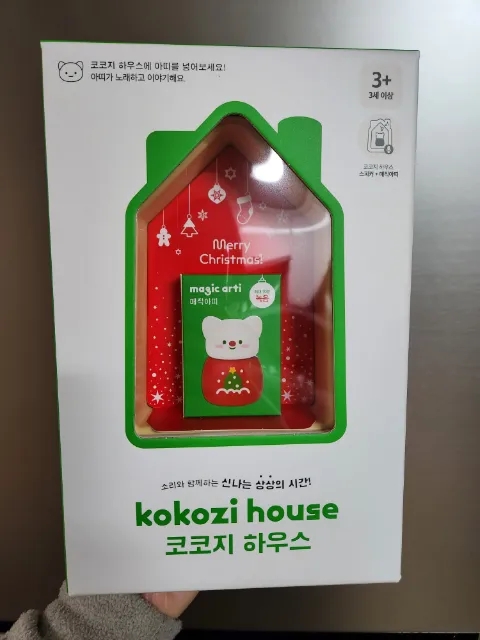 코코지 하우스에 아띠를 넣어보세요!
아띠가 노래하고 이야기해요.
3+
3세 이상
코코지 하우스
스피커 + 매직아띠
Merry
Christmas!
magic arti
매직아띠
녹음
소리와 함께하는 신나는 상상의 시간!
kokozi house
코코지 하우스